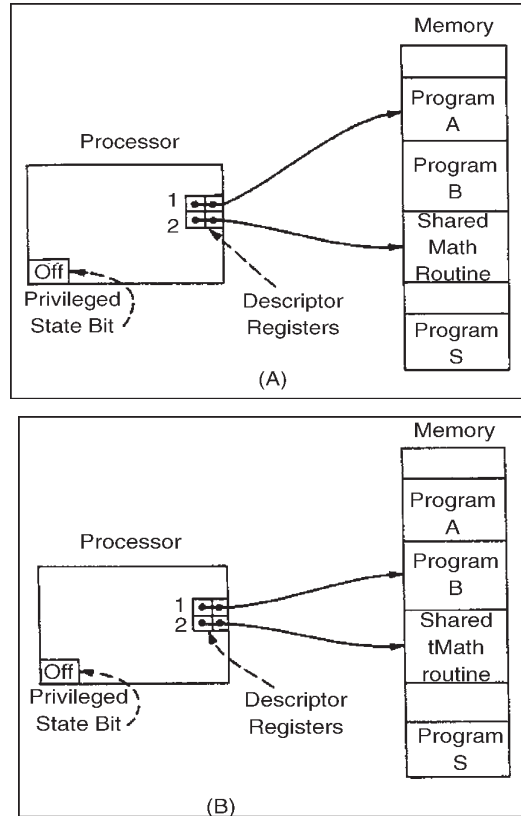 Memory
Program
A
Processor
Program
B
1
2
Shared
Math
Routine
Off
Privileged
State Bit
Descriptor
Registers
Program
S
(A)
Memory
Program
A
Processor
Program
B
1
2
Shared
tMath
routine
Off
Privileged
State Bit
Descriptor
Registers
Program
S
(B)